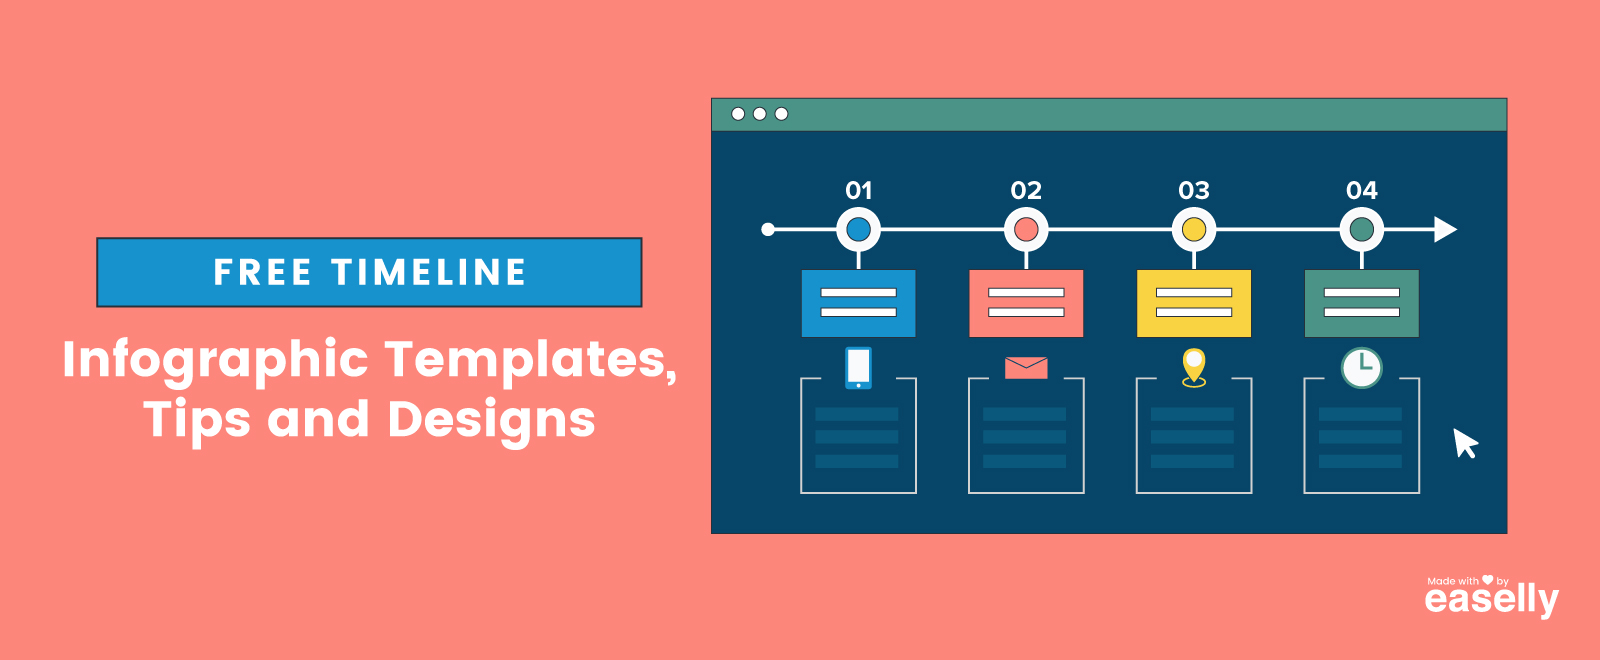 FREE TIMELINE
Infographic Templates,
Tips and Designs
01 02 03 04
Made with by
easelly